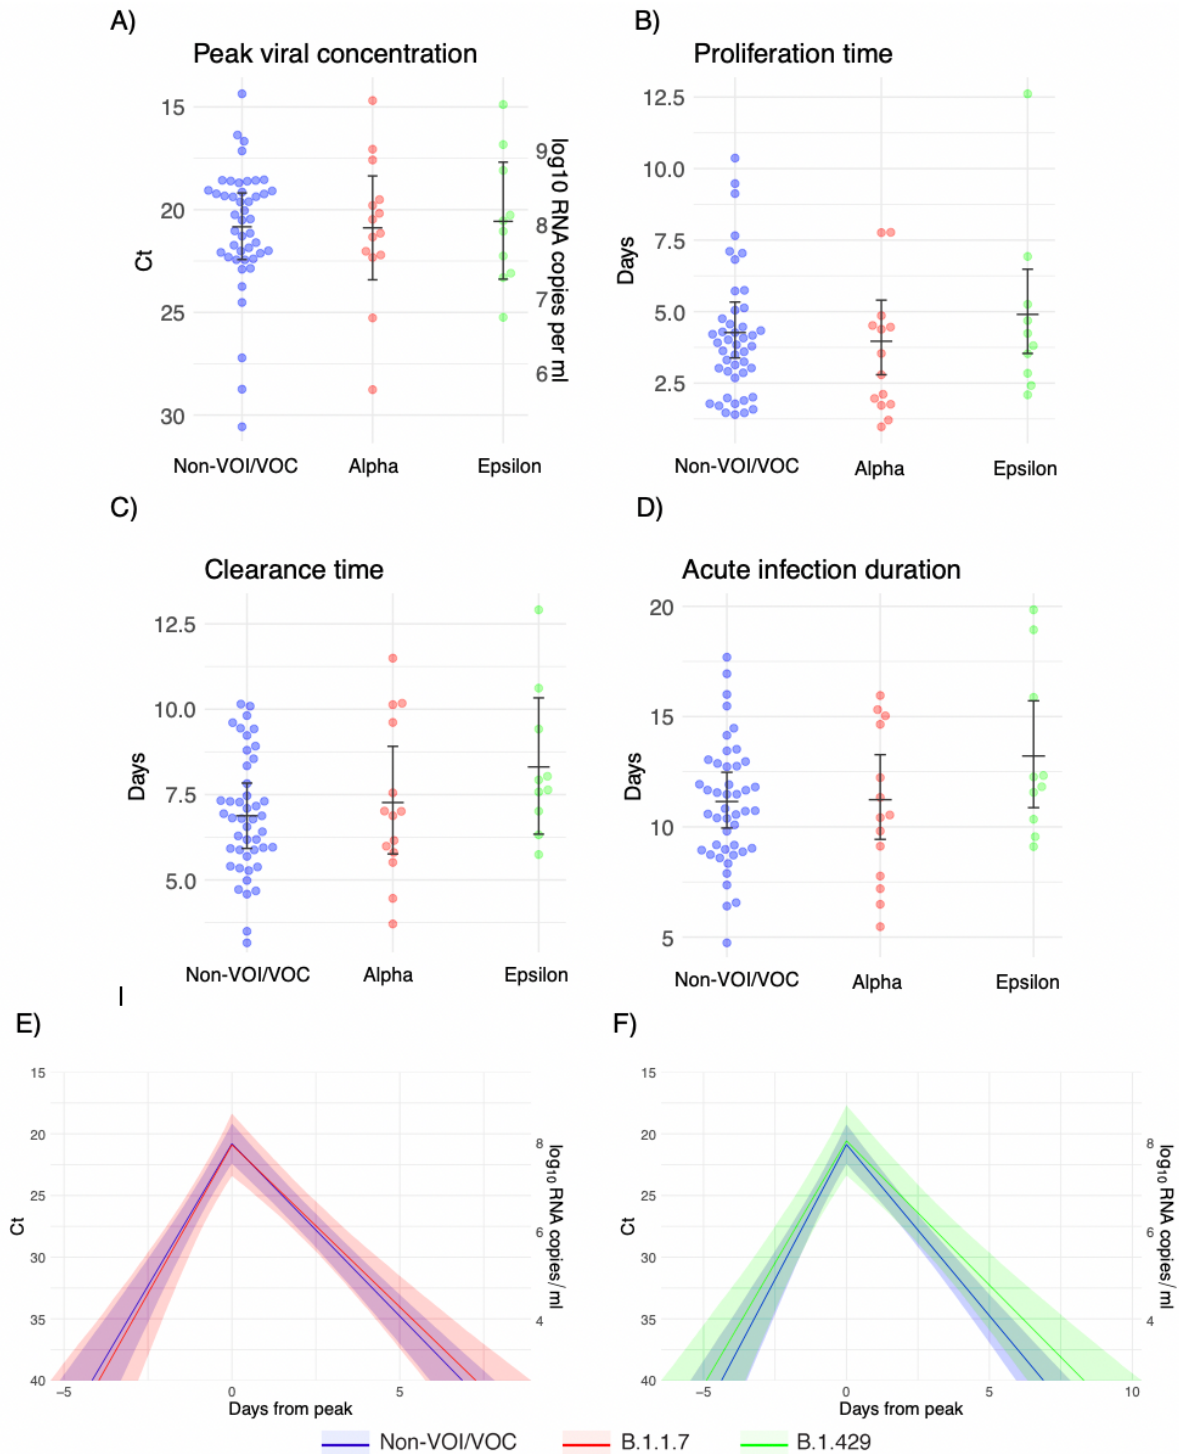 A)
Peak viral concentration
15
20
25
30
Ct
9
8
7
6
log10 RNA copies per ml
Non-VOI/VOC Alpha Epsilon
B)
Proliferation time
12.5
10.0
7.5
5.0
2.5
Days
Non-VOI/VOC Alpha Epsilon
C)
Clearance time
12.5
10.0
7.5
5.0
Days
Non-VOI/VOC Alpha Epsilon
D)
Acute infection duration
20
15
10
5
Days
Non-VOI/VOC Alpha Epsilon
E)
15
20
25
30
35
40
Ct
8
6
4
log10 RNA copies/ml
−5 0 5
Days from peak
F)
15
20
25
30
35
40
Ct
8
6
4
log10 RNA copies/ml
−5 0 5 10
Days from peak
Non-VOI/VOC B.1.1.7 B.1.429